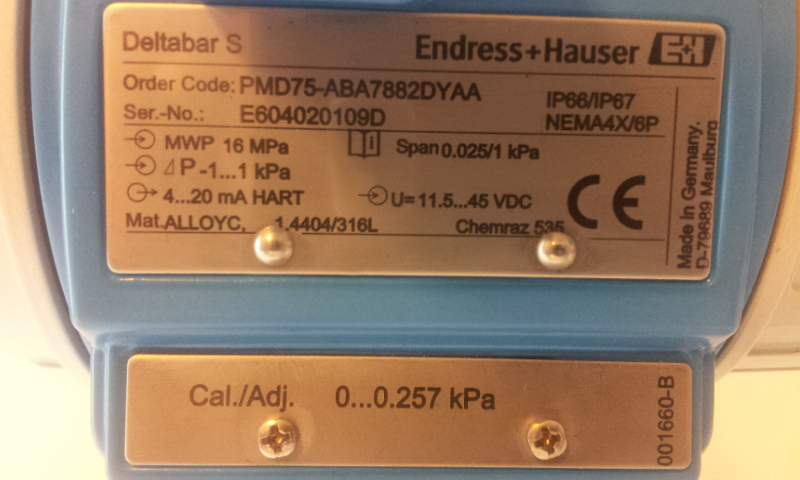 Deltabar S
Endress+Hauser E+H
Order Code: PMD75-ABA7882DYAA
Ser.-No.: E604020109D
IP66/IP67
NEMA4X/6P
MWP 16 MPa
Span 0.025/1 kPa
⊿P -1...1 kPa
4...20 mA HART
U= 11.5...45 VDC
CE
Mat. ALLOYC, 1.4404/316L
Chemraz 535
Made in Germany.
D-79689 Maulburg
Cal./Adj. 0...0.257 kPa
001660-B